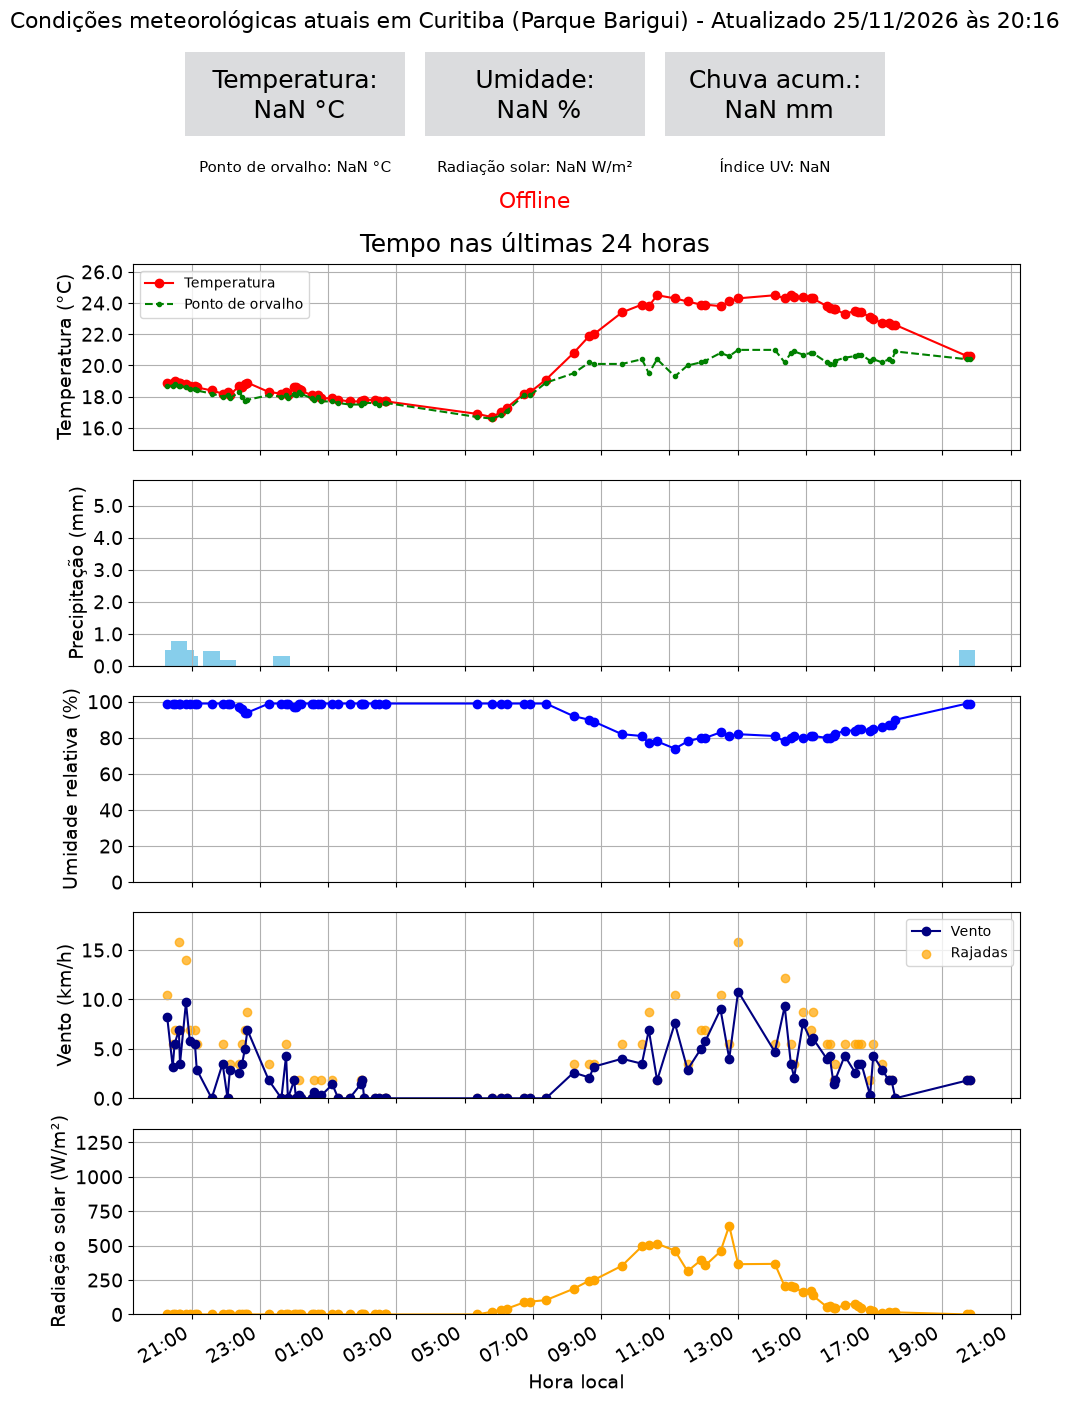 Condições meteorológicas atuais em Curitiba (Parque Barigui) - Atualizado 25/11/2026 às 20:16
Temperatura:
NaN °C
Umidade:
NaN %
Chuva acum.:
NaN mm
Ponto de orvalho: NaN °C
Radiação solar: NaN W/m²
Índice UV: NaN
Offline
Tempo nas últimas 24 horas
Temperatura (°C)
26.0
24.0
22.0
20.0
18.0
16.0
Temperatura
Ponto de orvalho
Precipitação (mm)
5.0
4.0
3.0
2.0
1.0
0.0
Umidade relativa (%)
100
80
60
40
20
0
Vento (km/h)
15.0
10.0
5.0
0.0
Vento
Rajadas
Radiação solar (W/m²)
1250
1000
750
500
250
0
21:00
23:00
01:00
03:00
05:00
07:00
09:00
11:00
13:00
15:00
17:00
19:00
21:00
Hora local